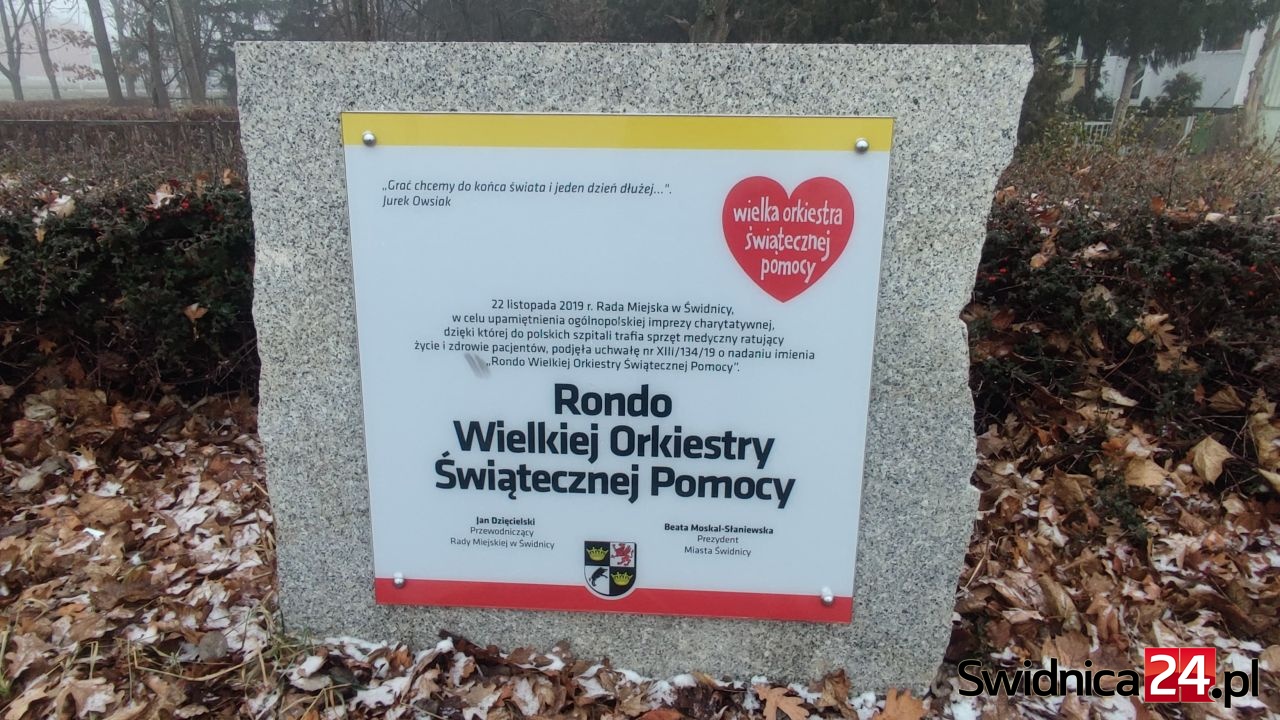 „Grać chcemy do końca świata i jeden dzień dłużej...”.
Jurek Owsiak
wielka orkiestra
świątecznej
pomocy
22 listopada 2019 r. Rada Miejska w Świdnicy,
w celu upamiętnienia ogólnopolskiej imprezy charytatywnej,
dzięki której do polskich szpitali trafia sprzęt medyczny ratujący
życie i zdrowie pacjentów, podjęła uchwałę nr XIII/134/19 o nadaniu imienia
„Rondo Wielkiej Orkiestry Świątecznej Pomocy”.
Rondo
Wielkiej Orkiestry
Świątecznej Pomocy
Jan Dzięcielski
Przewodniczący
Rady Miejskiej w Świdnicy
Beata Moskal-Słaniewska
Prezydent
Miasta Świdnicy
Swidnica24.pl